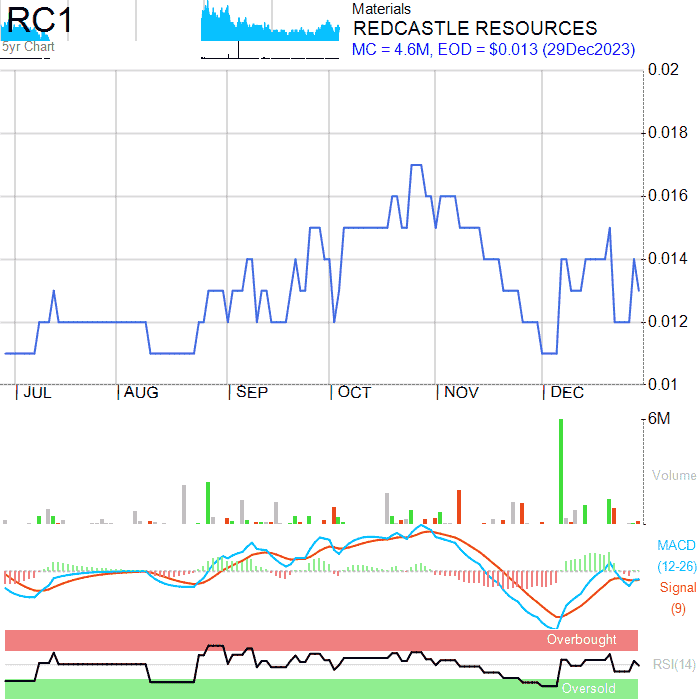 RC1
5yr Chart
Materials
REDCASTLE RESOURCES
MC = 4.6M, EOD = $0.013 (29Dec2023)
0.02
0.018
0.016
0.014
0.012
0.01
JUL AUG SEP OCT NOV DEC
6M
Volume
MACD
(12-26)
Signal
(9)
Overbought
RSI(14)
Oversold